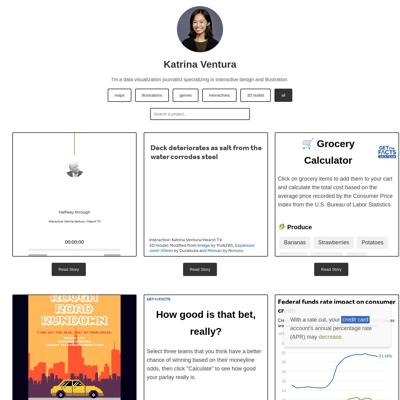 Katrina Ventura
I'm a data visualization journalist specializing in interactive design and illustration.
maps
illustrations
games
interactives
3D builds
all
Search a project...
Halfway through
Interactive: Katrina Ventura/Hearst TV
00:00:00
Read Story
Deck deteriorates as salt from the
water corrodes steel
Interactive: Katrina Ventura/Hearst TV
3D model: Modified from bridge by TrakZBG, Expansion
Joint-30mm by Duraloc/a and Person by ferrozo.
Read Story
🛒 Grocery
Calculator
GET the
FACTS
Click on grocery items to add them to your cart
and calculate the total cost based on the
average price recorded by the Consumer Price
Index from the U.S. Bureau of Labor Statistics.
Produce
Bananas
Strawberries
Potatoes
Read Story
ROUGH
ROAD
RUNDOWN
GET the FACTS
How good is that bet,
really?
Select three teams that you think have a better
chance of winning based on their moneyline
odds, then click "Calculate" to see how good
your parlay really is.
Federal funds rate impact on consumer
With a rate cut, your credit card
account's annual percentage rate
(APR) may decrease.
21.16%